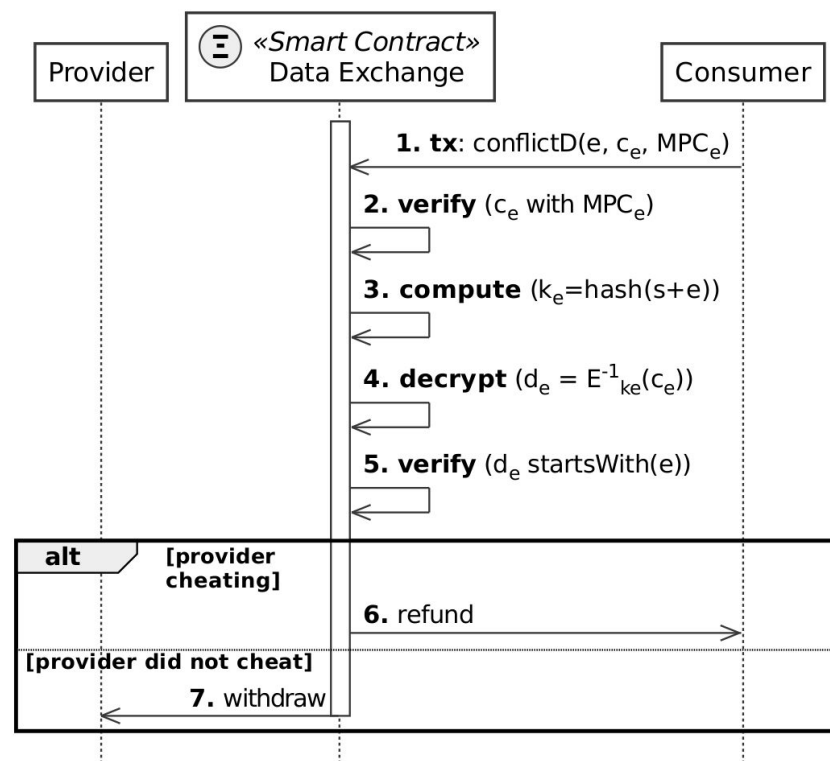 Provider
Ξ «Smart Contract»
Data Exchange
Consumer
1. tx: conflictD(e, cₑ, MPCₑ)
2. verify (cₑ with MPCₑ)
3. compute (kₑ=hash(s+e))
4. decrypt (dₑ = E⁻¹ₖₑ(cₑ))
5. verify (dₑ startsWith(e))
alt [provider
cheating]
6. refund
[provider did not cheat]
7. withdraw